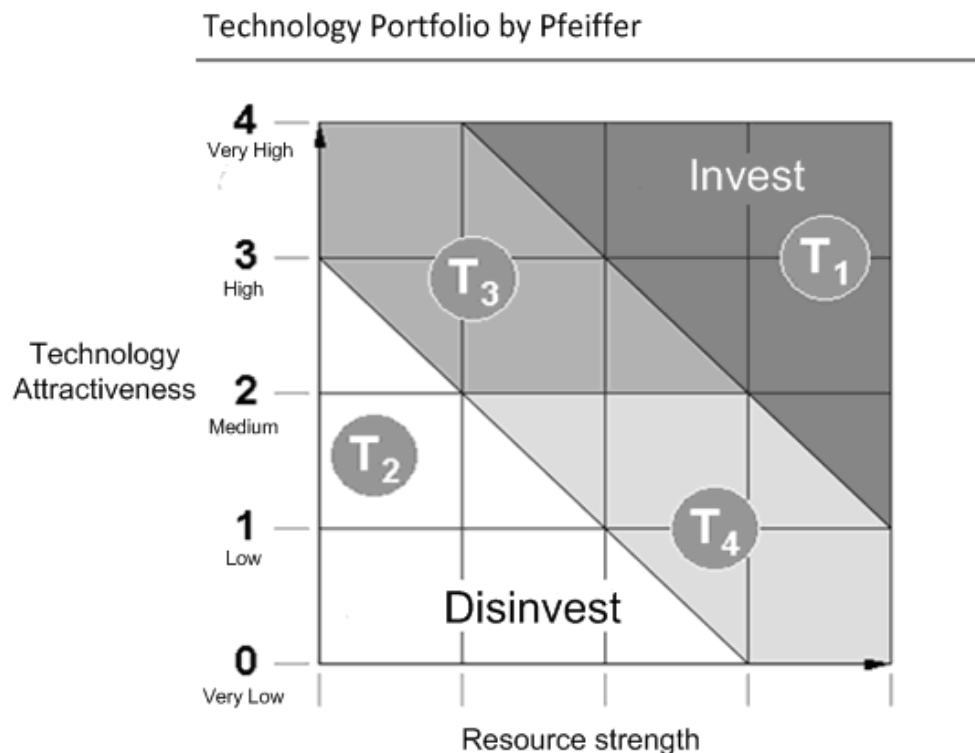 Technology Portfolio by Pfeiffer
4
Very High
Invest
3
High
T1
T3
Technology
Attractiveness
2
Medium
T2
1
Low
T4
Disinvest
0
Very Low
Resource strength